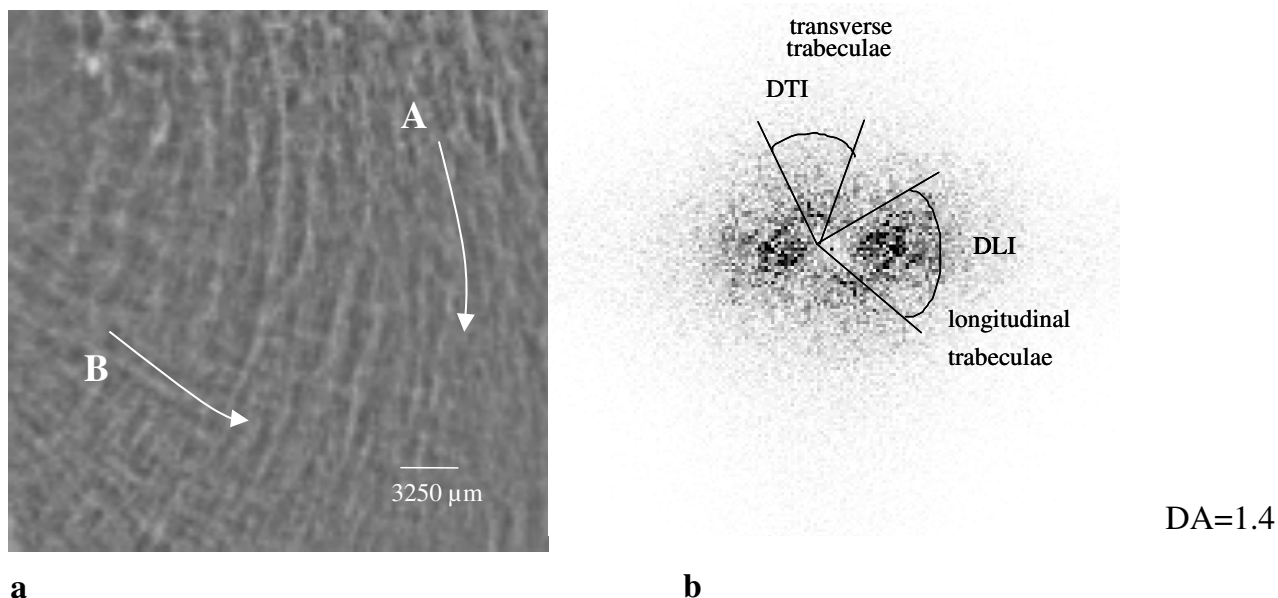 A
B
3250 µm
a
transverse
trabeculae
DTI
DLI
longitudinal
trabeculae
DA=1.4
b